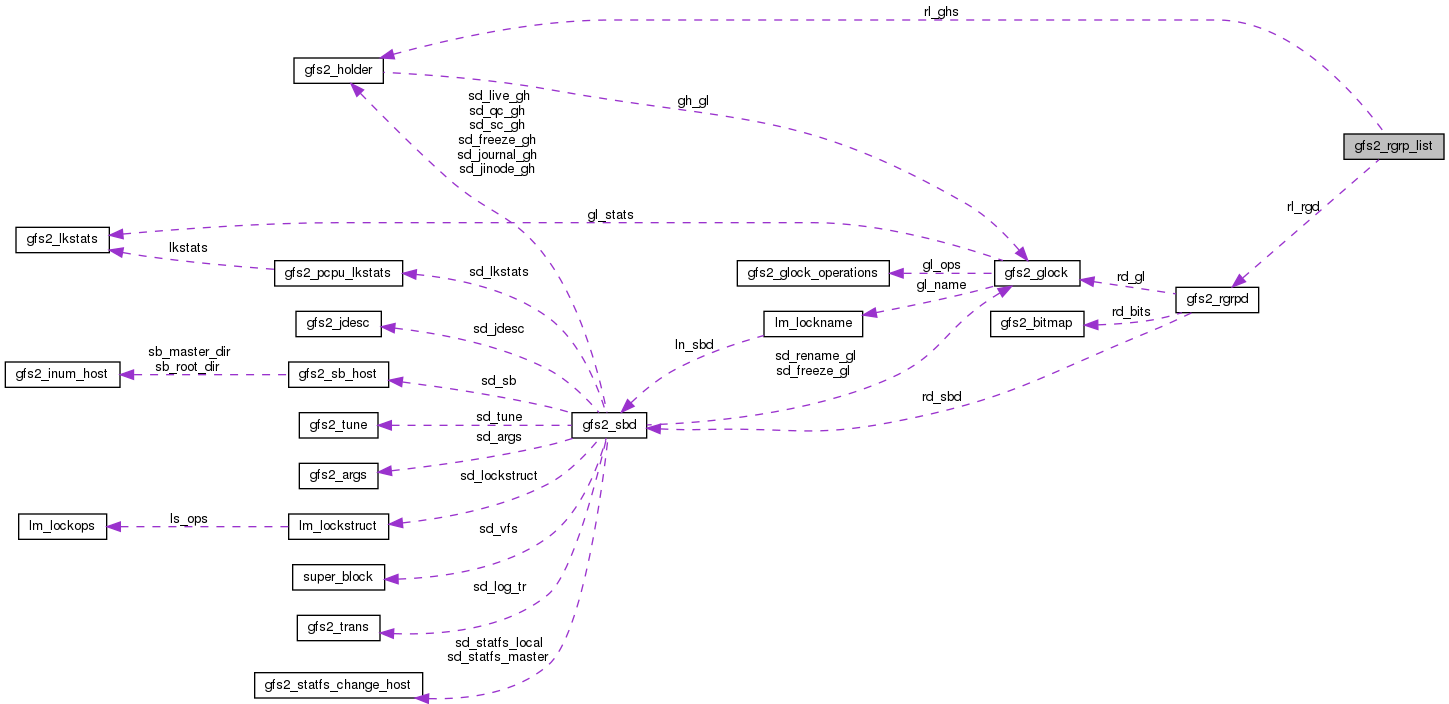 rl_ghs
gfs2_holder
sd_live_gh
sd_qc_gh
sd_sc_gh
sd_freeze_gh
sd_journal_gh
sd_jinode_gh
gh_gl
gfs2_rgrp_list
rl_rgd
gl_stats
gfs2_lkstats
lkstats
gfs2_pcpu_lkstats
sd_lkstats
gfs2_glock_operations
gl_ops
gl_name
gfs2_glock
rd_gl
gfs2_rgrpd
rd_bits
gfs2_bitmap
gfs2_jdesc
sd_jdesc
lm_lockname
ln_sbd
sd_rename_gl
sd_freeze_gl
gfs2_inum_host
sb_master_dir
sb_root_dir
gfs2_sb_host
sd_sb
rd_sbd
gfs2_tune
sd_tune
gfs2_sbd
sd_args
gfs2_args
sd_lockstruct
lm_lockops
ls_ops
lm_lockstruct
sd_vfs
super_block
sd_log_tr
gfs2_trans
sd_statfs_local
sd_statfs_master
gfs2_statfs_change_host